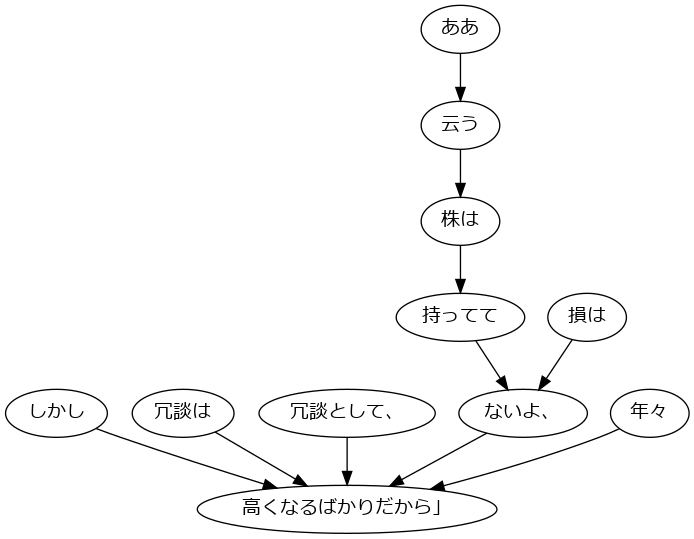 ああ
云う
株は
持ってて
損は
しかし
冗談は
冗談として、
ないよ、
年々
高くなるばかりだから」